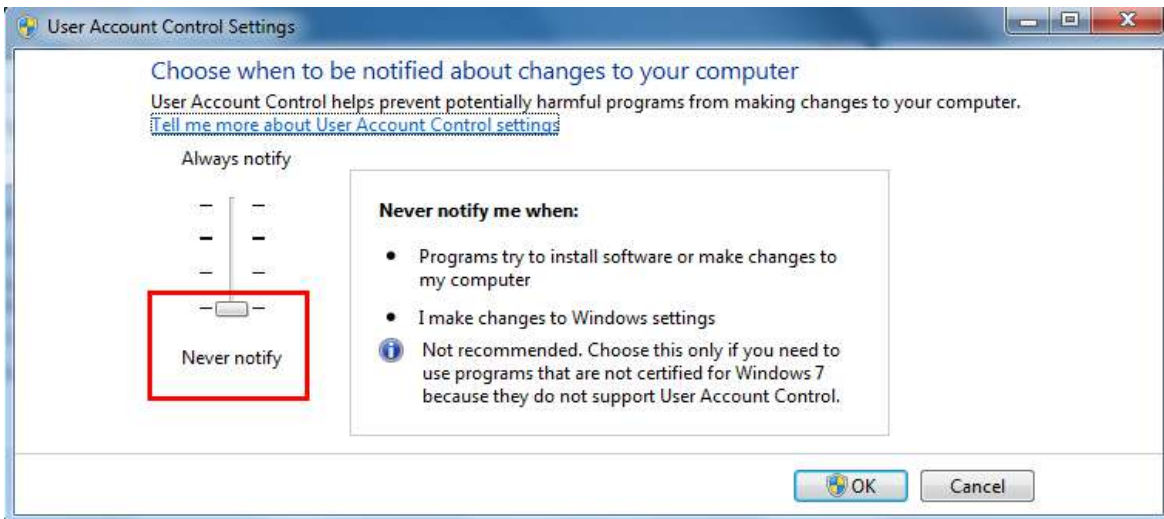 User Account Control Settings
Choose when to be notified about changes to your computer
User Account Control helps prevent potentially harmful programs from making changes to your computer.
Tell me more about User Account Control settings
Always notify
Never notify me when:
Programs try to install software or make changes to
my computer
I make changes to Windows settings
Never notify
Not recommended. Choose this only if you need to
use programs that are not certified for Windows 7
because they do not support User Account Control.
OK
Cancel